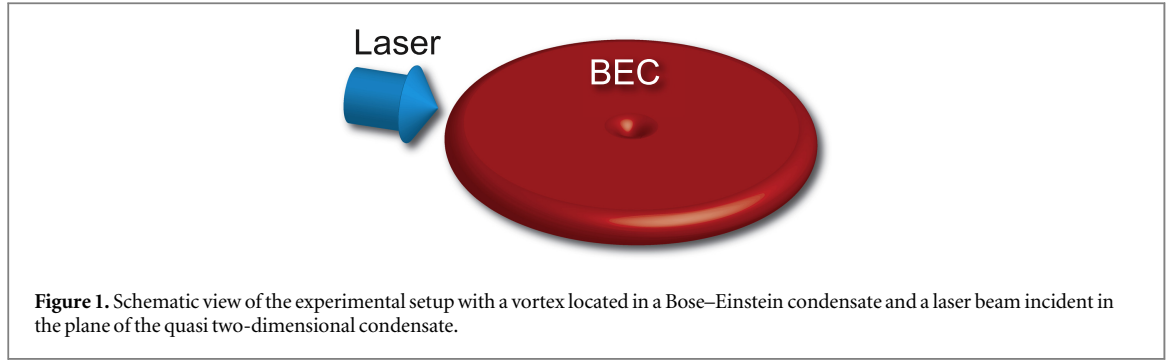 Laser
BEC
Figure 1. Schematic view of the experimental setup with a vortex located in a Bose–Einstein condensate and a laser beam incident in
the plane of the quasi two-dimensional condensate.